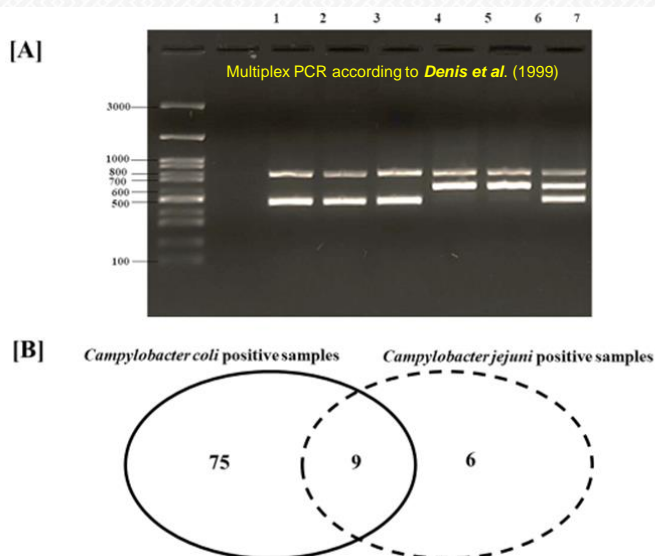 1 2 3 4 5 6 7
[A]
Multiplex PCR according to Denis et al. (1999)
3000
1000
800
700
600
500
100
[B]
Campylobacter coli positive samples
Campylobacter jejuni positive samples
75
9
6